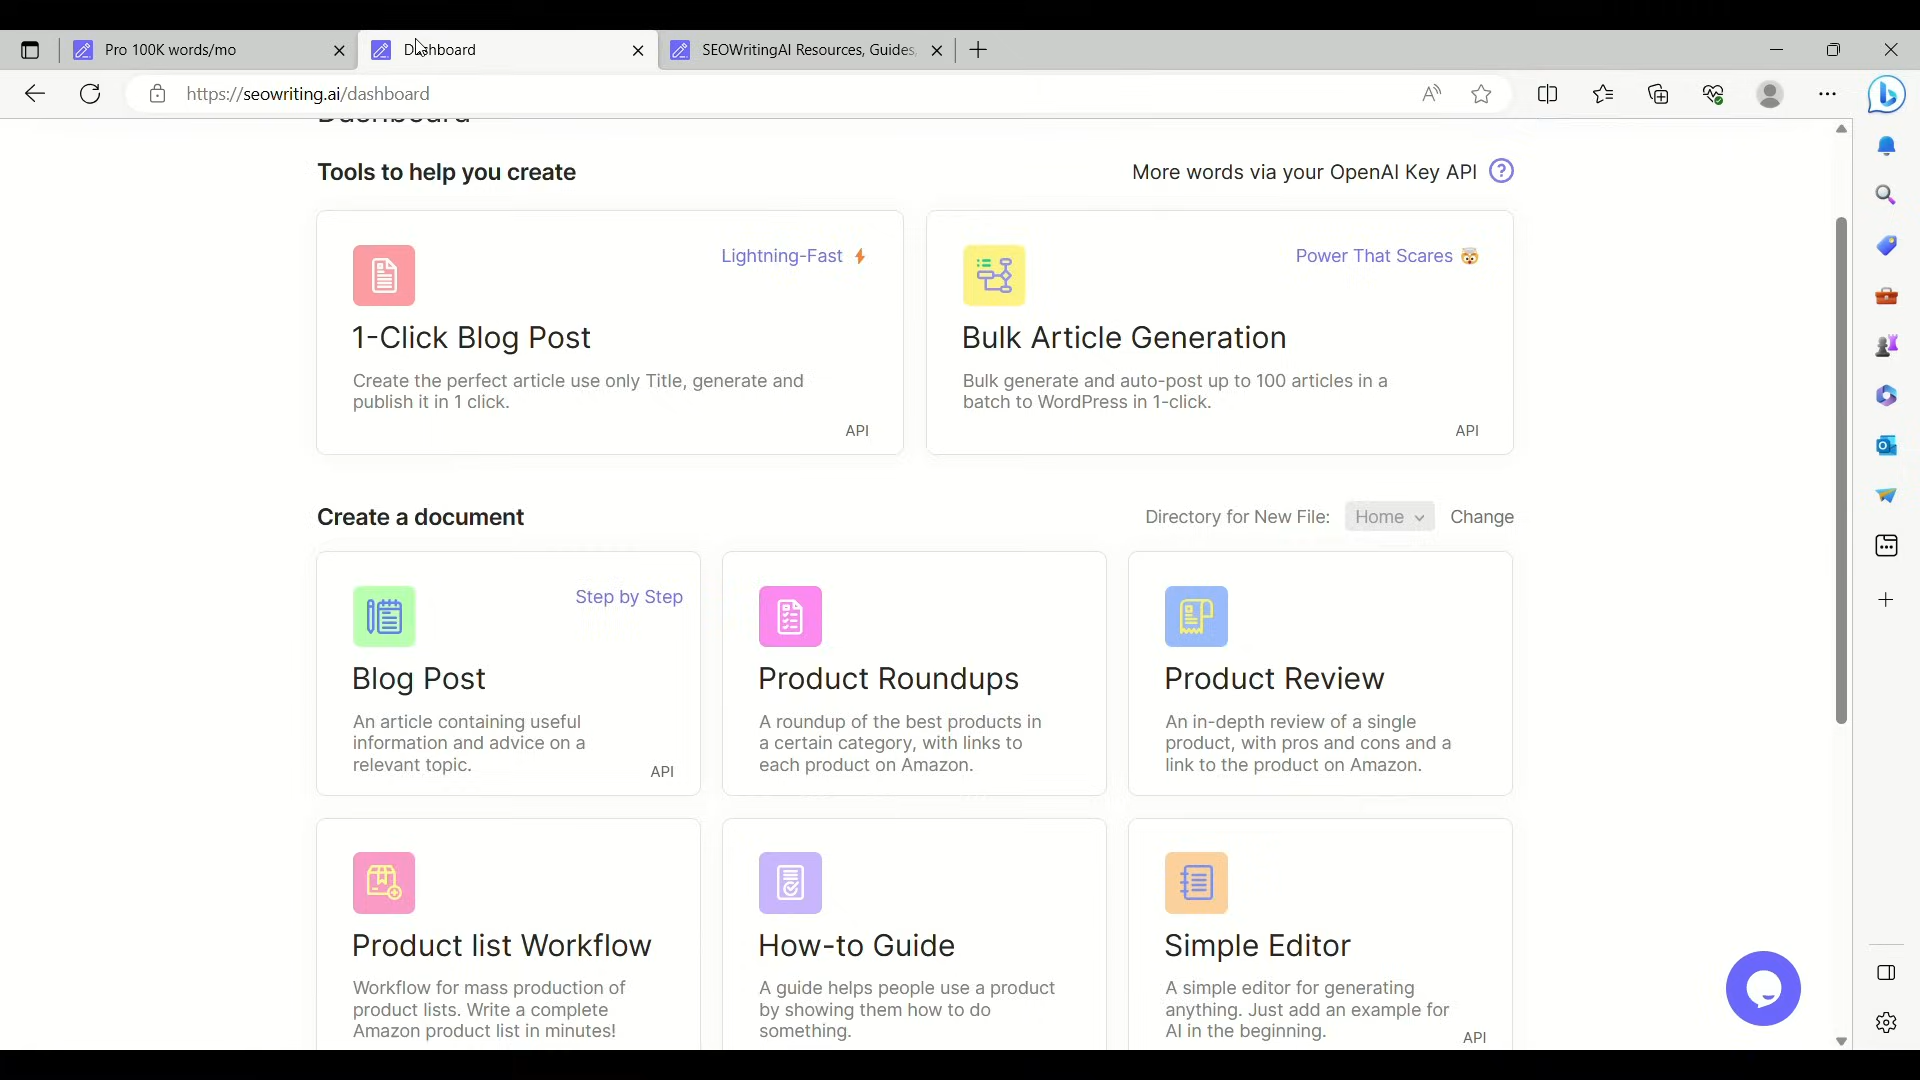 Pro 100K words/mo
Dashboard
SEOWritingAI Resources, Guides,
https://seowriting.ai/dashboard
Dashboard
Tools to help you create
More words via your OpenAI Key API ?
Lightning-Fast
1-Click Blog Post
Create the perfect article use only Title, generate and
publish it in 1 click.
API
Power That Scares
Bulk Article Generation
Bulk generate and auto-post up to 100 articles in a
batch to WordPress in 1-click.
API
Create a document
Directory for New File: Home Change
Step by Step
Blog Post
An article containing useful
information and advice on a
relevant topic.
API
Product Roundups
A roundup of the best products in
a certain category, with links to
each product on Amazon.
Product Review
An in-depth review of a single
product, with pros and cons and a
link to the product on Amazon.
Product list Workflow
Workflow for mass production of
product lists. Write a complete
Amazon product list in minutes!
How-to Guide
A guide helps people use a product
by showing them how to do
something.
Simple Editor
A simple editor for generating
anything. Just add an example for
AI in the beginning.
API